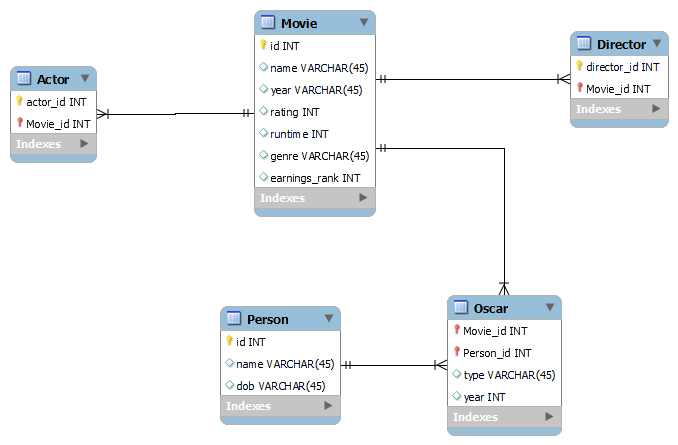 Movie
id INT
name VARCHAR(45)
year VARCHAR(45)
rating INT
runtime INT
genre VARCHAR(45)
earnings_rank INT
Indexes
Director
director_id INT
Movie_id INT
Indexes
Actor
actor_id INT
Movie_id INT
Indexes
Person
id INT
name VARCHAR(45)
dob VARCHAR(45)
Indexes
Oscar
Movie_id INT
Person_id INT
type VARCHAR(45)
year INT
Indexes